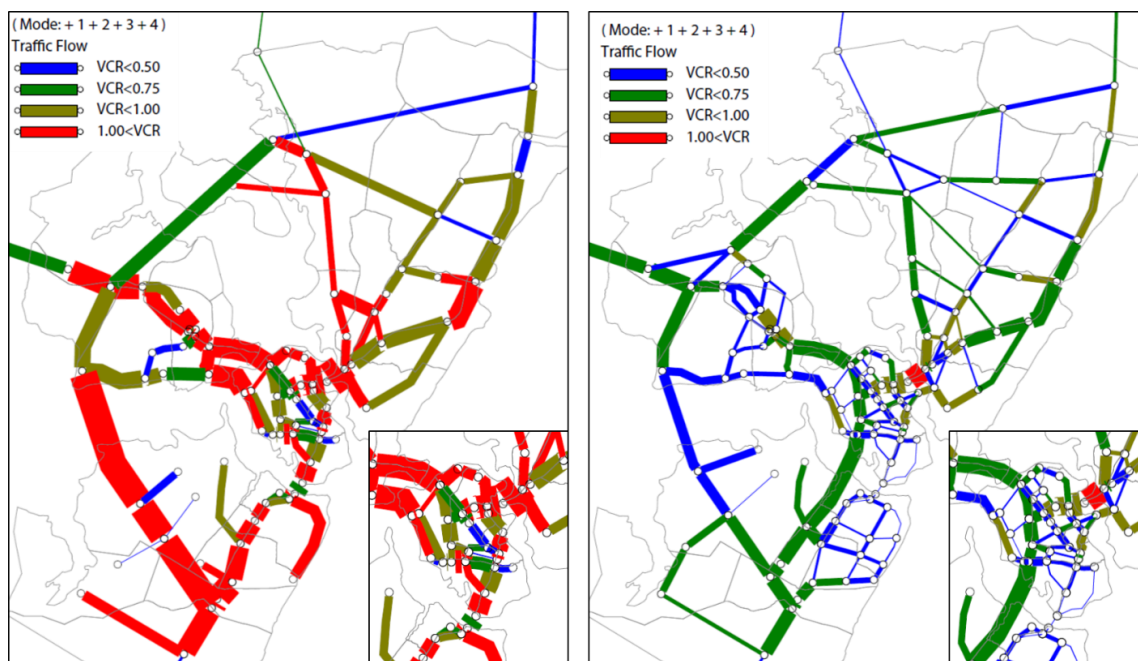 ( Mode: + 1 + 2 + 3 + 4 )
Traffic Flow
VCR<0.50
VCR<0.75
VCR<1.00
1.00<VCR
( Mode: + 1 + 2 + 3 + 4 )
Traffic Flow
VCR<0.50
VCR<0.75
VCR<1.00
1.00<VCR